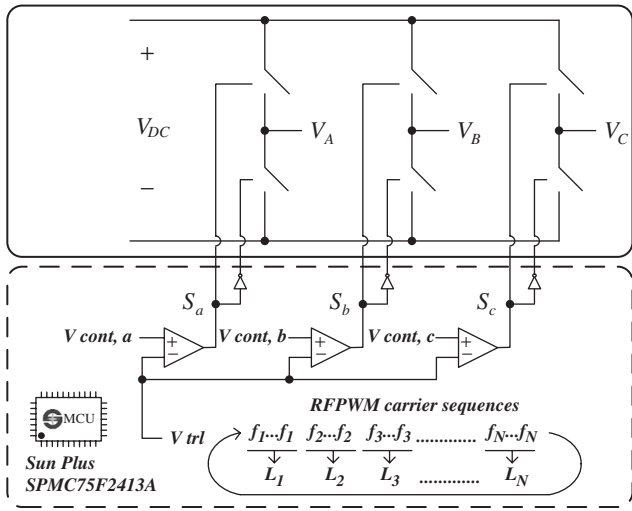 +
V_DC
−
V_A
V_B
V_C
S_a
S_b
S_c
V cont, a
V cont, b
V cont, c
+
−
+
−
+
−
MCU
Sun Plus
SPMC75F2413A
V trl
RFPWM carrier sequences
f_1...f_1 f_2...f_2 f_3...f_3 ............. f_N...f_N
L_1 L_2 L_3 ............. L_N